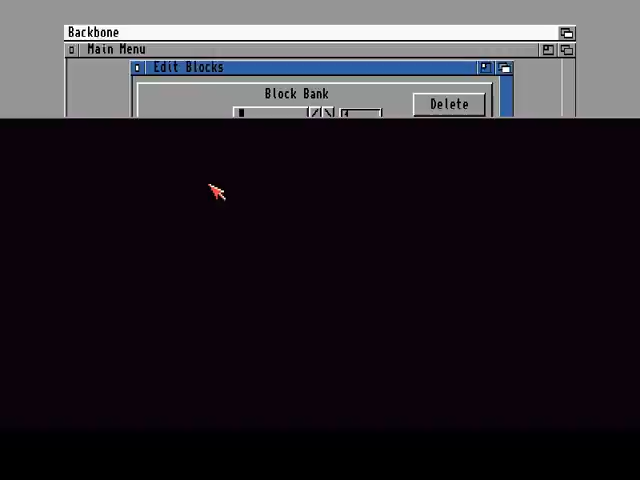 Backbone
Main Menu
Edit Blocks
Block Bank
Delete